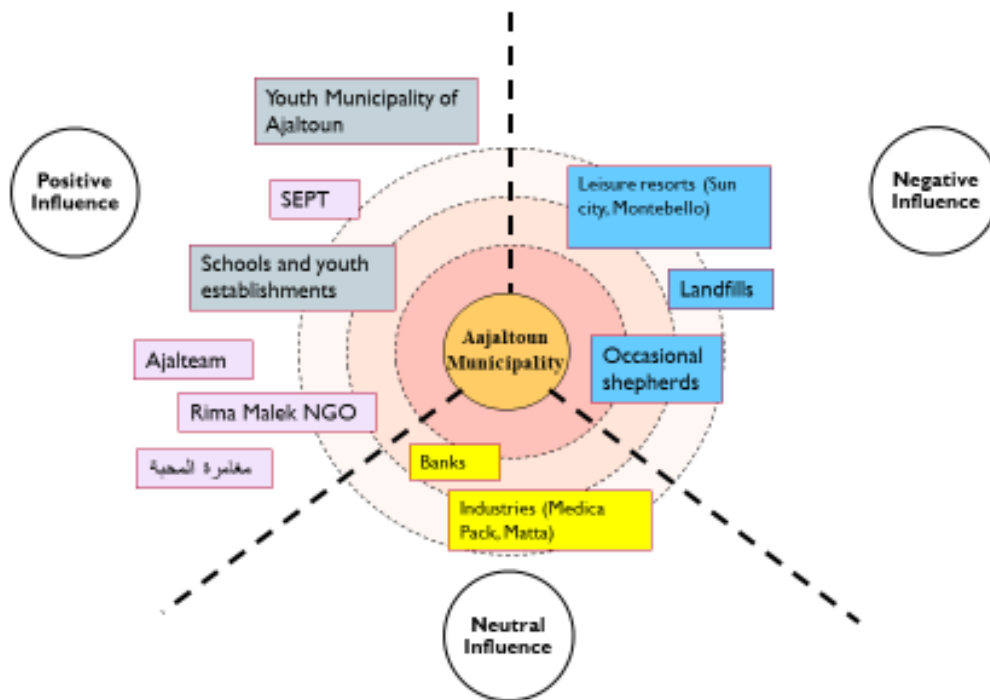 Youth Municipality of
Ajaltoun
Positive
Influence
SEPT
Leisure resorts (Sun
city, Montebello)
Negative
Influence
Schools and youth
establishments
Landfills
Aajaltoun
Municipality
Ajalteam
Occasional
shepherds
Rima Malek NGO
مغامرة المحبة
Banks
Industries (Medica
Pack, Matta)
Neutral
Influence